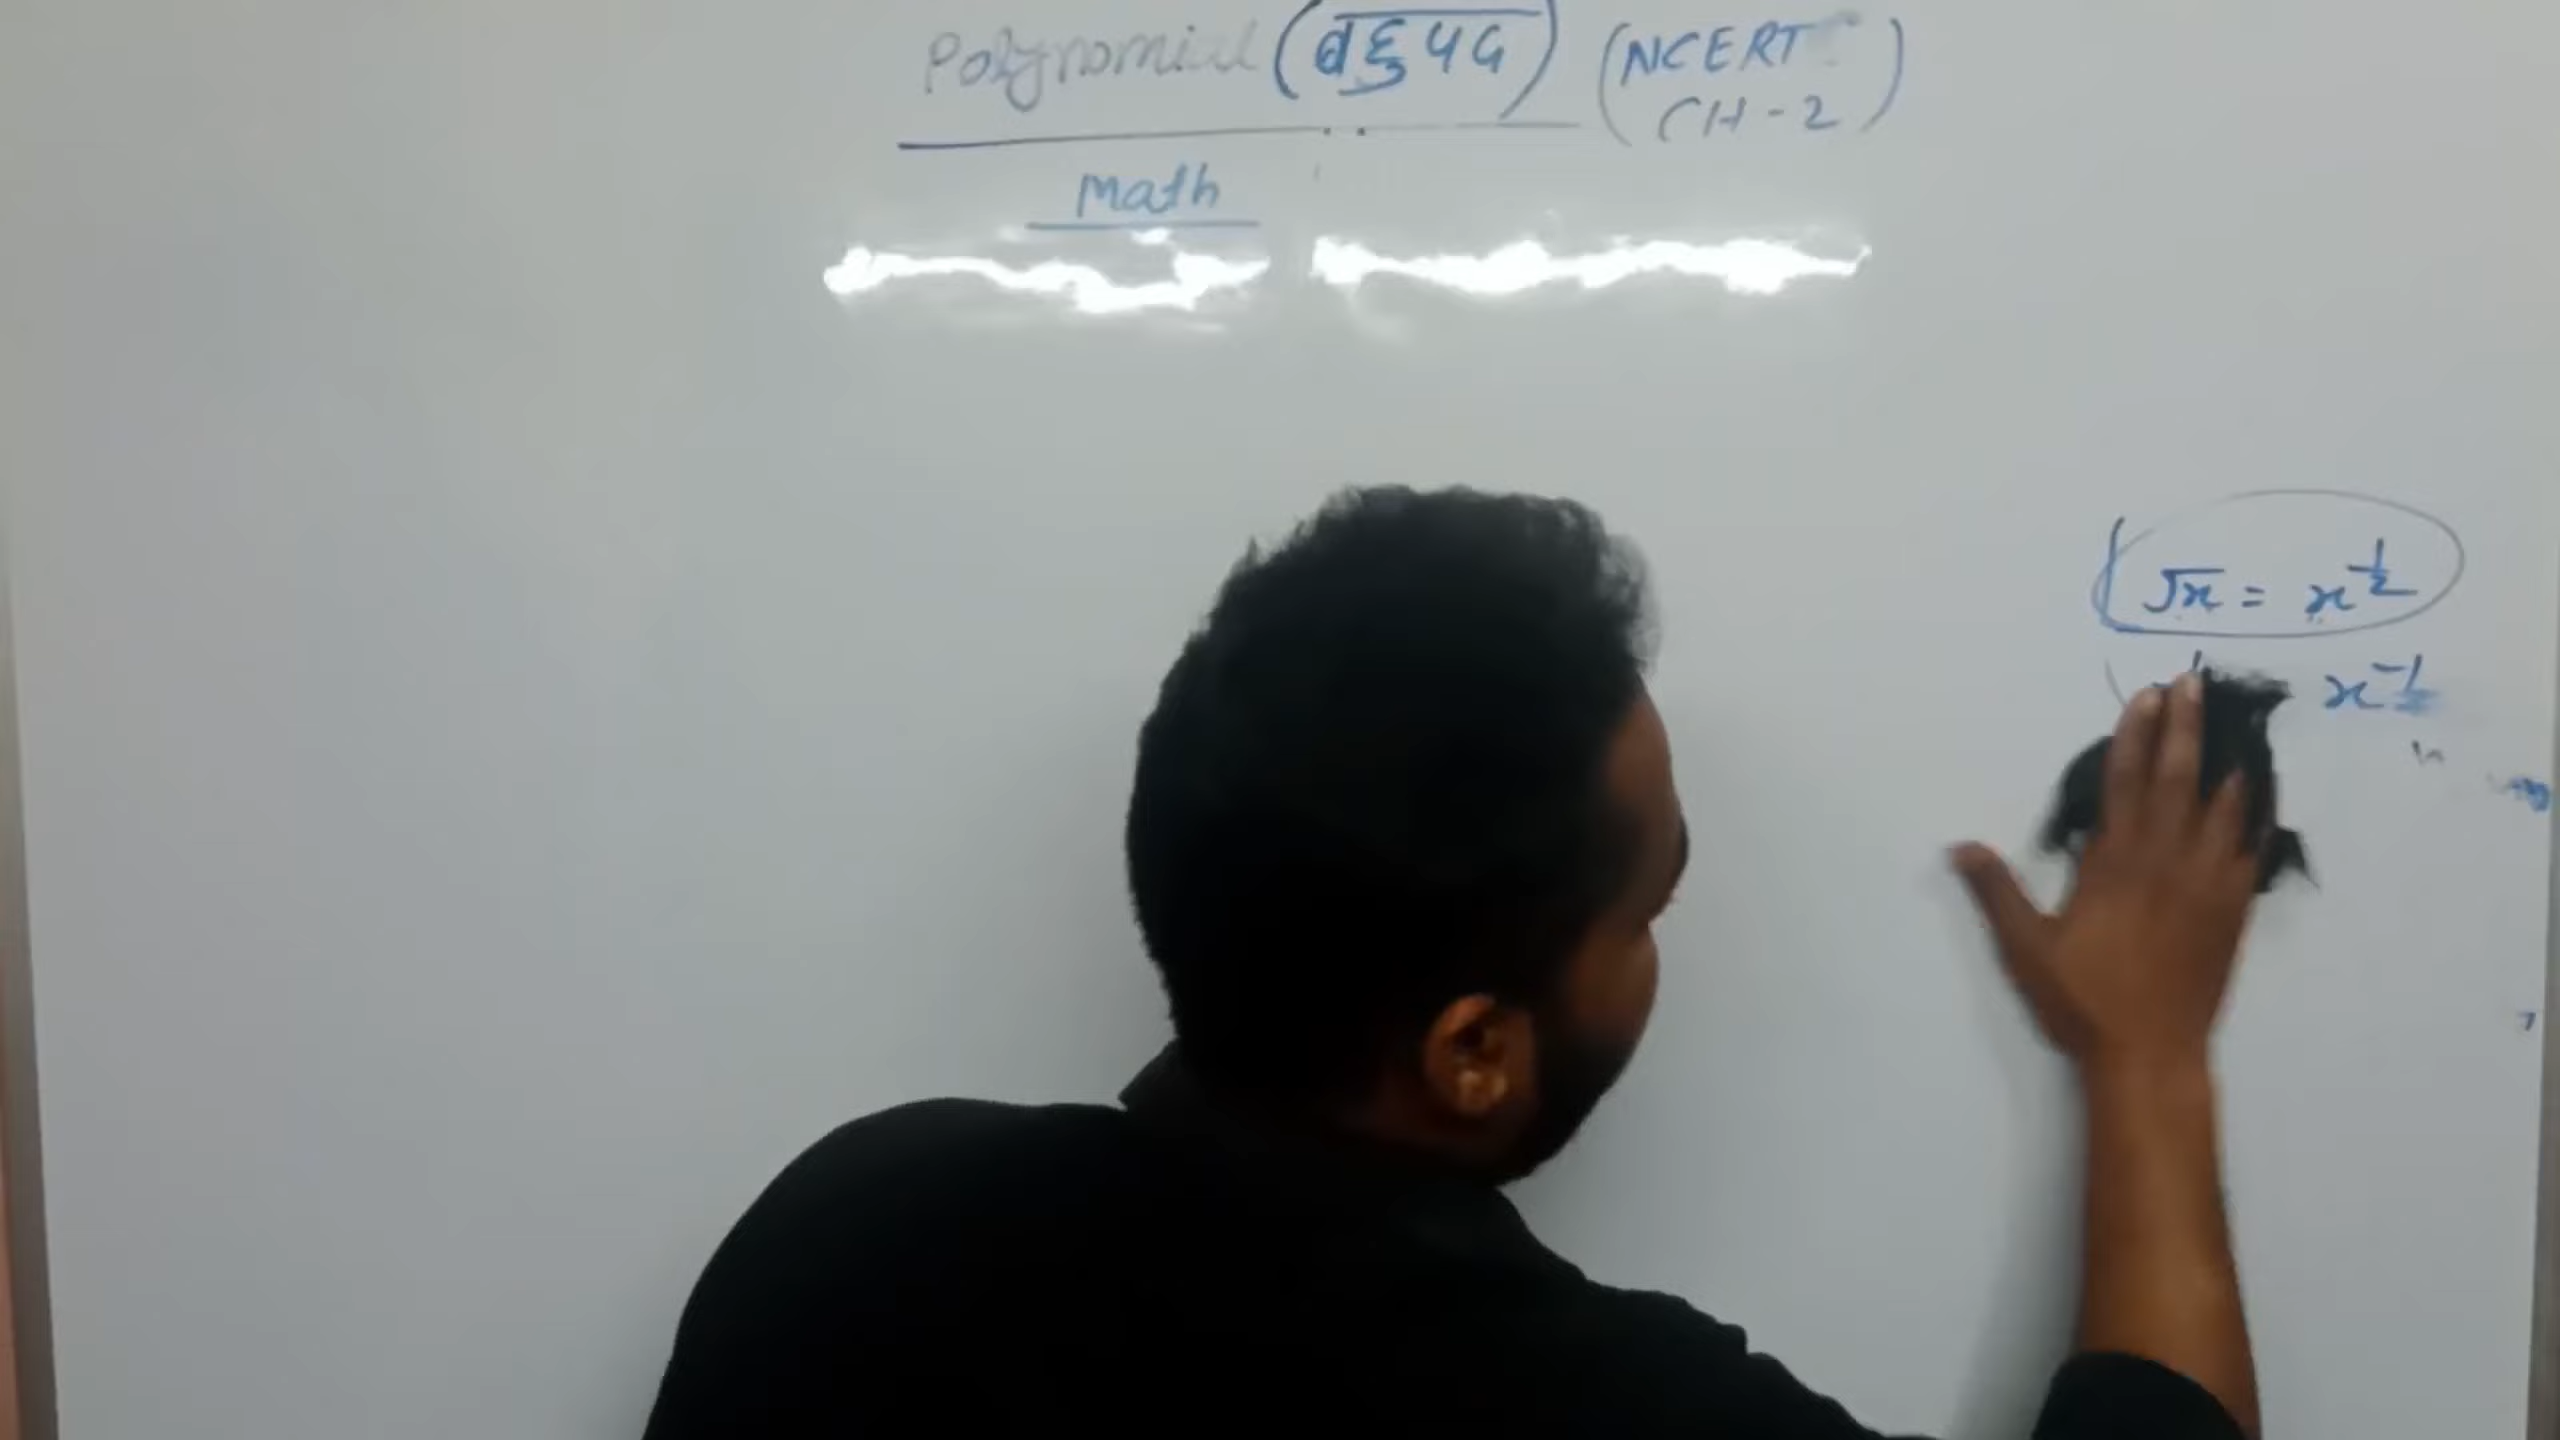 Polynomial (बहुपद) (NCERT
CH-2)
Math
√x = x^1/2
x^-1/2